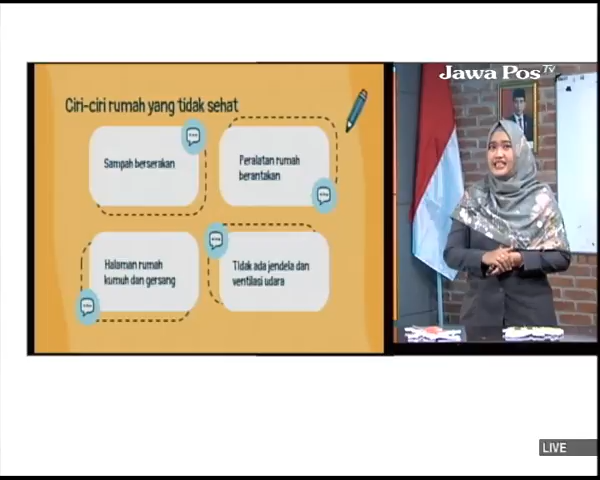 Jawa Pos TV
Ciri-ciri rumah yang tidak sehat
Sampah berserakan
Peralatan rumah
berantakan
Halaman rumah
kumuh dan gersang
Tidak ada jendela dan
ventilasi udara
LIVE